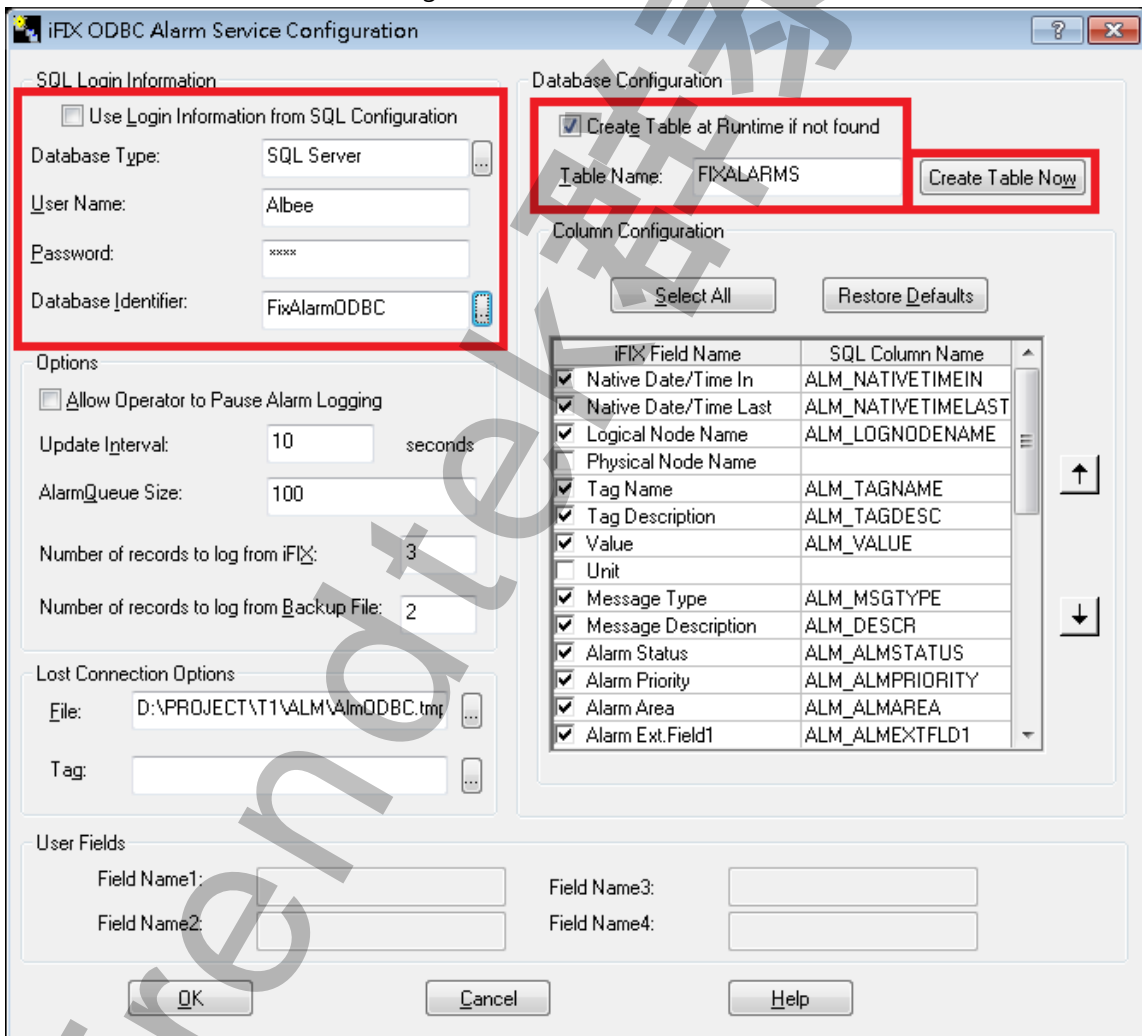 iFIX ODBC Alarm Service Configuration
SQL Login Information
Use Login Information from SQL Configuration
Database Type: SQL Server ...
User Name: Albee
Password: ****
Database Identifier: FixAlarmODBC ...
Options
Allow Operator to Pause Alarm Logging
Update Interval: 10 seconds
AlarmQueue Size: 100
Number of records to log from iFIX: 3
Number of records to log from Backup File: 2
Lost Connection Options
File: D:\PROJECT\T1\ALM\AlmODBC.tmp ...
Tag: ...
Database Configuration
Create Table at Runtime if not found
Table Name: FIXALARMS Create Table Now
Column Configuration
Select All Restore Defaults
iFIX Field Name SQL Column Name
Native Date/Time In ALM_NATIVETIMEIN
Native Date/Time Last ALM_NATIVETIMELAST
Logical Node Name ALM_LOGNODENAME
Physical Node Name
Tag Name ALM_TAGNAME
Tag Description ALM_TAGDESC
Value ALM_VALUE
Unit
Message Type ALM_MSGTYPE
Message Description ALM_DESCR
Alarm Status ALM_ALMSTATUS
Alarm Priority ALM_ALMPRIORITY
Alarm Area ALM_ALMAREA
Alarm Ext.Field1 ALM_ALMEXTFLD1
User Fields
Field Name1: Field Name3:
Field Name2: Field Name4:
OK Cancel Help
rendtek